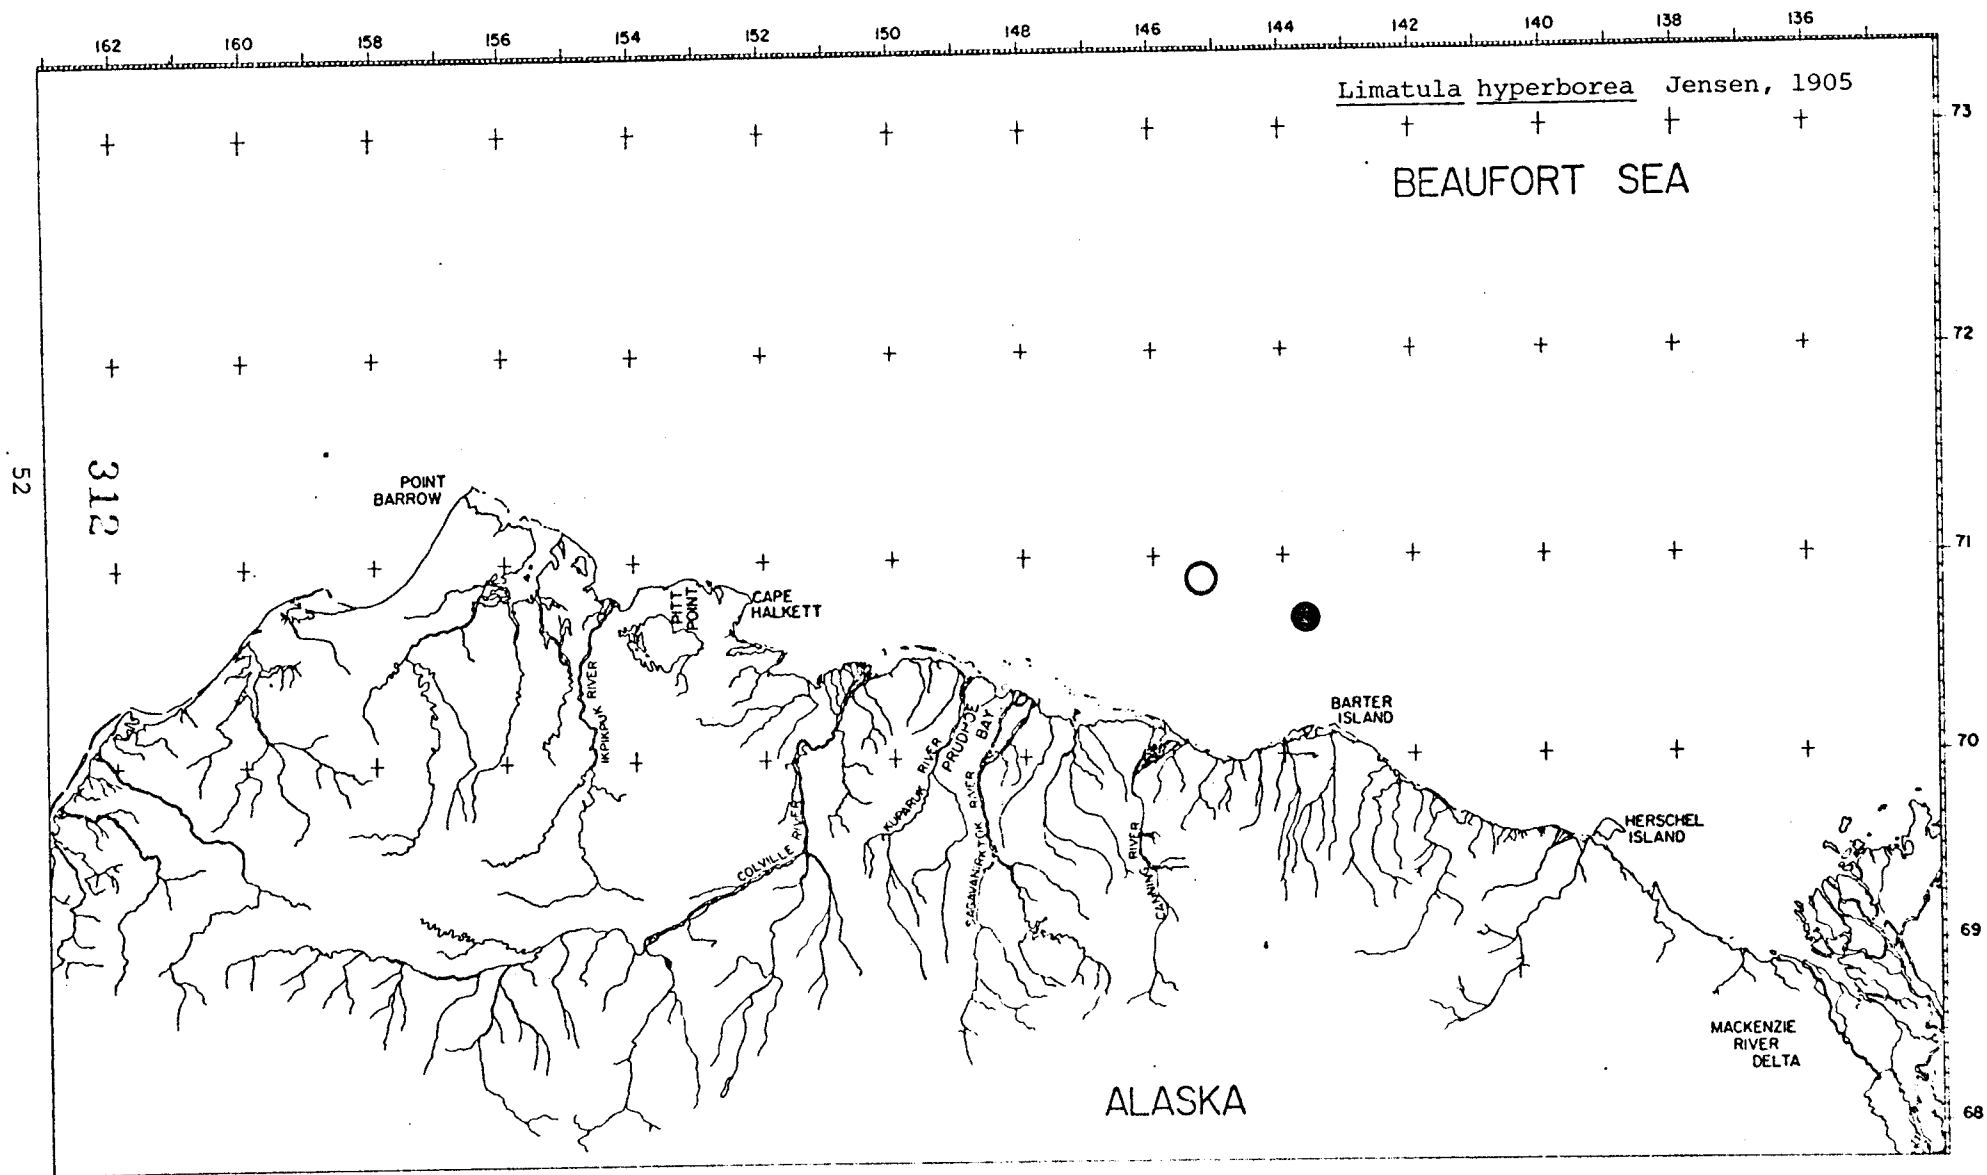 162 160 158 156 154 152 150 148 146 144 142 140 138 136
Limatula hyperborea Jensen, 1905
73
BEAUFORT SEA
72
52
312
POINT
BARROW
71
PITT
POINT
CAPE
HALKETT
IKPIKPUK RIVER
BARTER
ISLAND
PRUDHOE
BAY
70
KUPARUK RIVER
COLVILLE RIVER
SAGAVANIRKTOK RIVER
CANNING RIVER
HERSCHEL
ISLAND
69
MACKENZIE
RIVER
DELTA
ALASKA
68